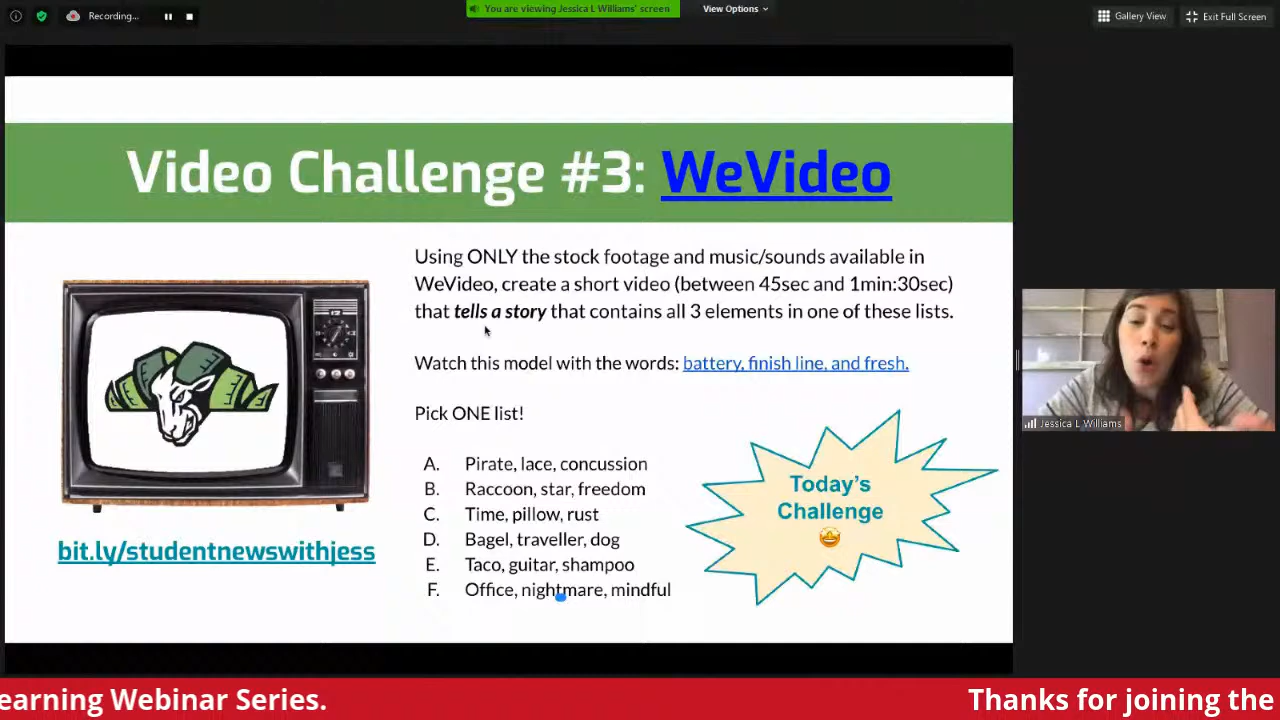 Recording...
You are viewing Jessica L Williams' screen
View Options
Gallery View
Exit Full Screen
Video Challenge #3: WeVideo
Using ONLY the stock footage and music/sounds available in
WeVideo, create a short video (between 45sec and 1min:30sec)
that tells a story that contains all 3 elements in one of these lists.
Watch this model with the words: battery, finish line, and fresh.
Pick ONE list!
A. Pirate, lace, concussion
B. Raccoon, star, freedom
C. Time, pillow, rust
D. Bagel, traveller, dog
E. Taco, guitar, shampoo
F. Office, nightmare, mindful
Today's
Challenge
bit.ly/studentnewswithjess
Jessica L Williams
earning Webinar Series.
Thanks for joining the